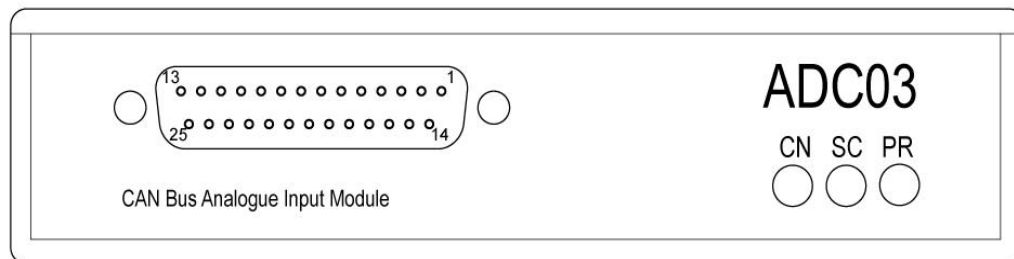 13 1
ADC03
25 14
CN SC PR
CAN Bus Analogue Input Module